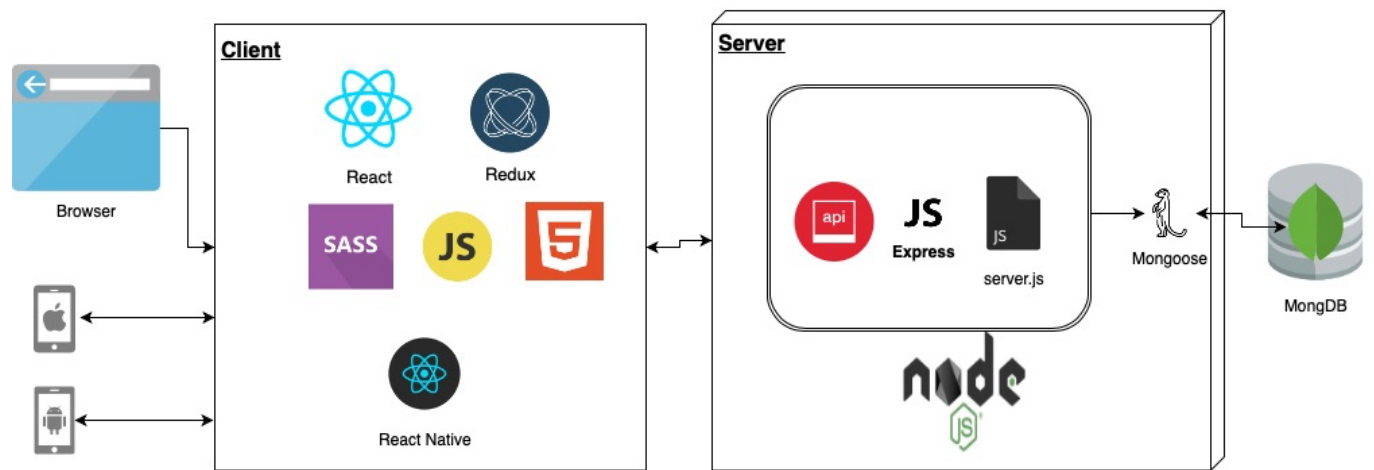 Client
Server
React
Redux
Browser
SASS
JS
5
api
JS
Express
JS
server.js
Mongoose
MongDB
node
JS
React Native